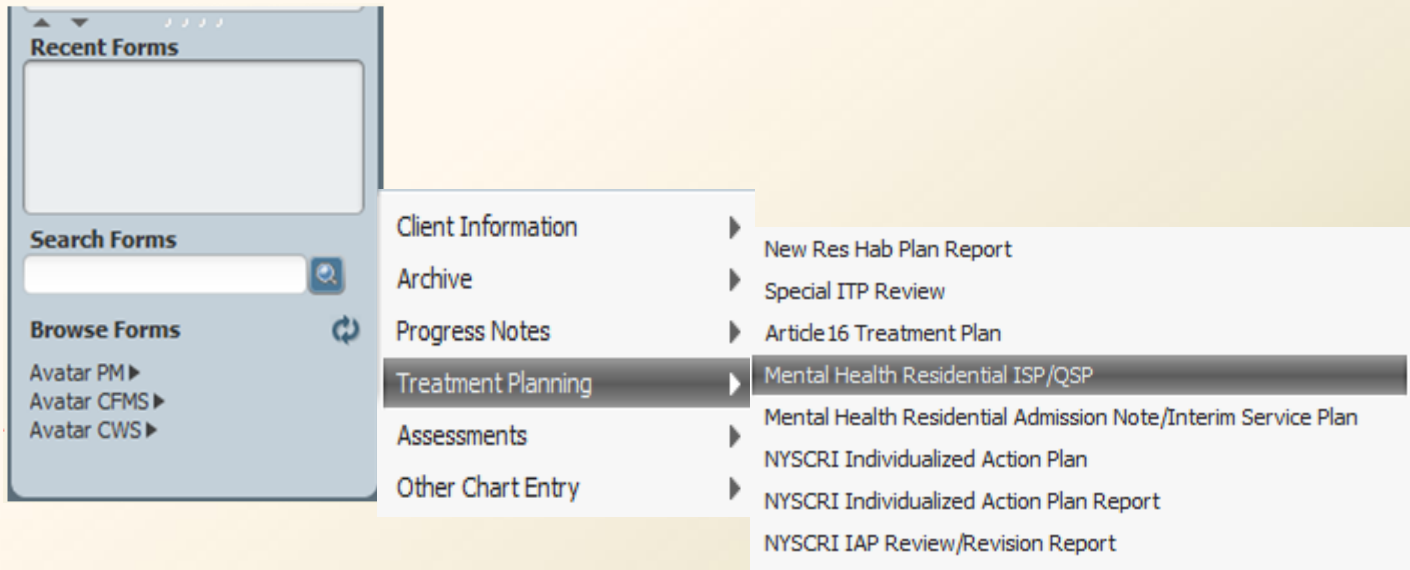 Recent Forms
Search Forms
Browse Forms
Avatar PM
Avatar CFMS
Avatar CWS
Client Information
Archive
Progress Notes
Treatment Planning
Assessments
Other Chart Entry
New Res Hab Plan Report
Special ITP Review
Article 16 Treatment Plan
Mental Health Residential ISP/QSP
Mental Health Residential Admission Note/Interim Service Plan
NYSCRI Individualized Action Plan
NYSCRI Individualized Action Plan Report
NYSCRI IAP Review/Revision Report